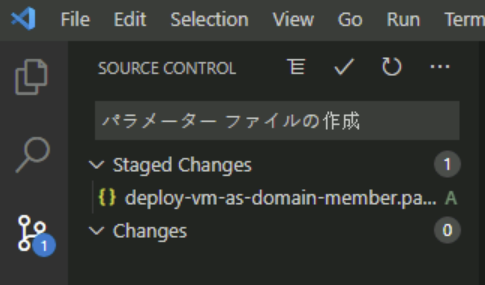 File Edit Selection View Go Run Term
SOURCE CONTROL
パラメーター ファイルの作成
Staged Changes 1
{} deploy-vm-as-domain-member.pa... A
1
Changes 0